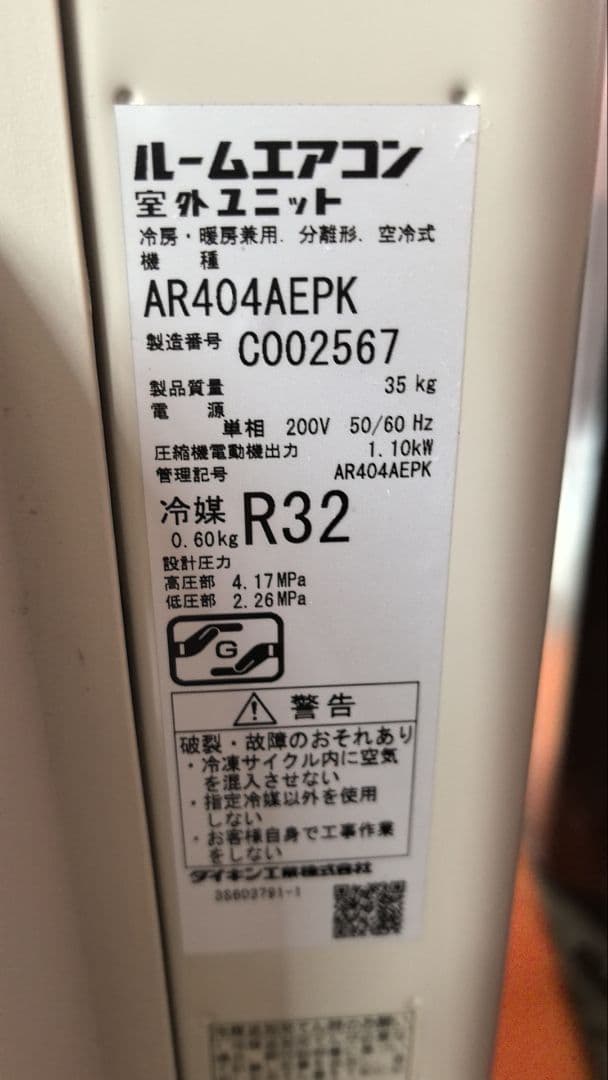 ルームエアコン
室外ユニット
冷房・暖房兼用．分離形．空冷式
機　種
AR404AEPK
製造番号 C002567
製品質量 35 kg
電　源
単相 200V 50/60 Hz
圧縮機電動機出力 1.10kW
管理記号 AR404AEPK
冷媒 R32
0.60kg
設計圧力
高圧部 4.17MPa
低圧部 2.26MPa
G
警告
破裂・故障のおそれあり
・冷凍サイクル内に空気
を混入させない
・指定冷媒以外を使用
しない
・お客様自身で工事作業
をしない
ダイキン工業株式会社
3S603791-1